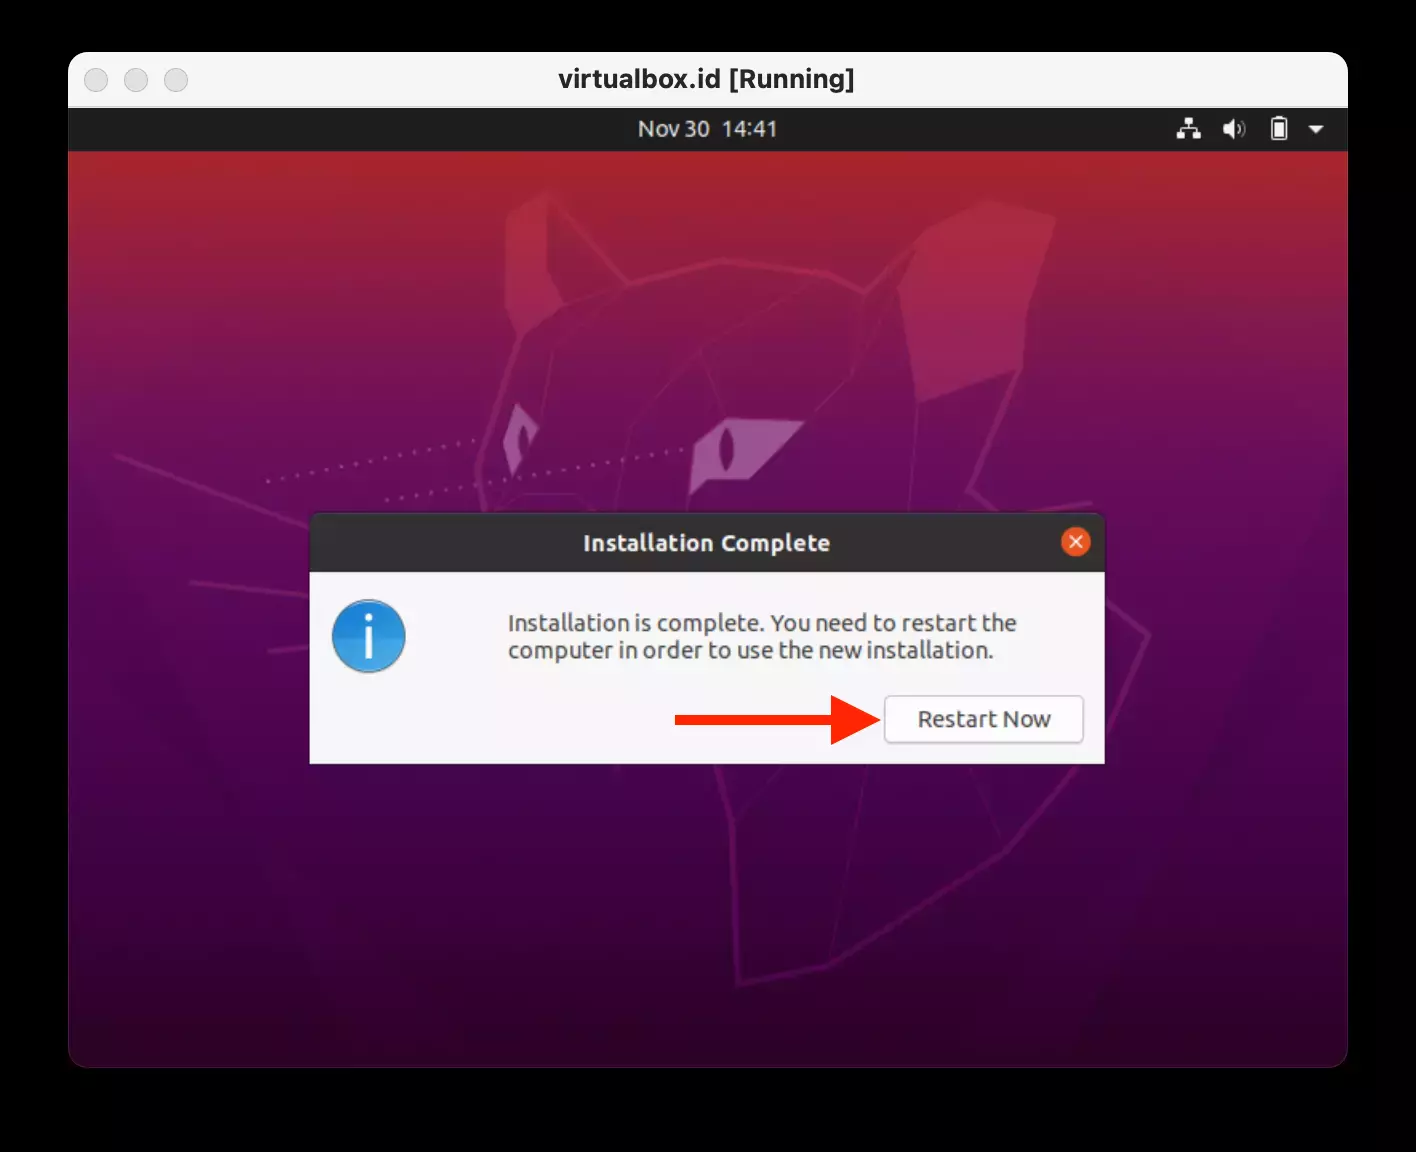 virtualbox.id [Running]
Nov 30 14:41
Installation Complete
Installation is complete. You need to restart the
computer in order to use the new installation.
Restart Now